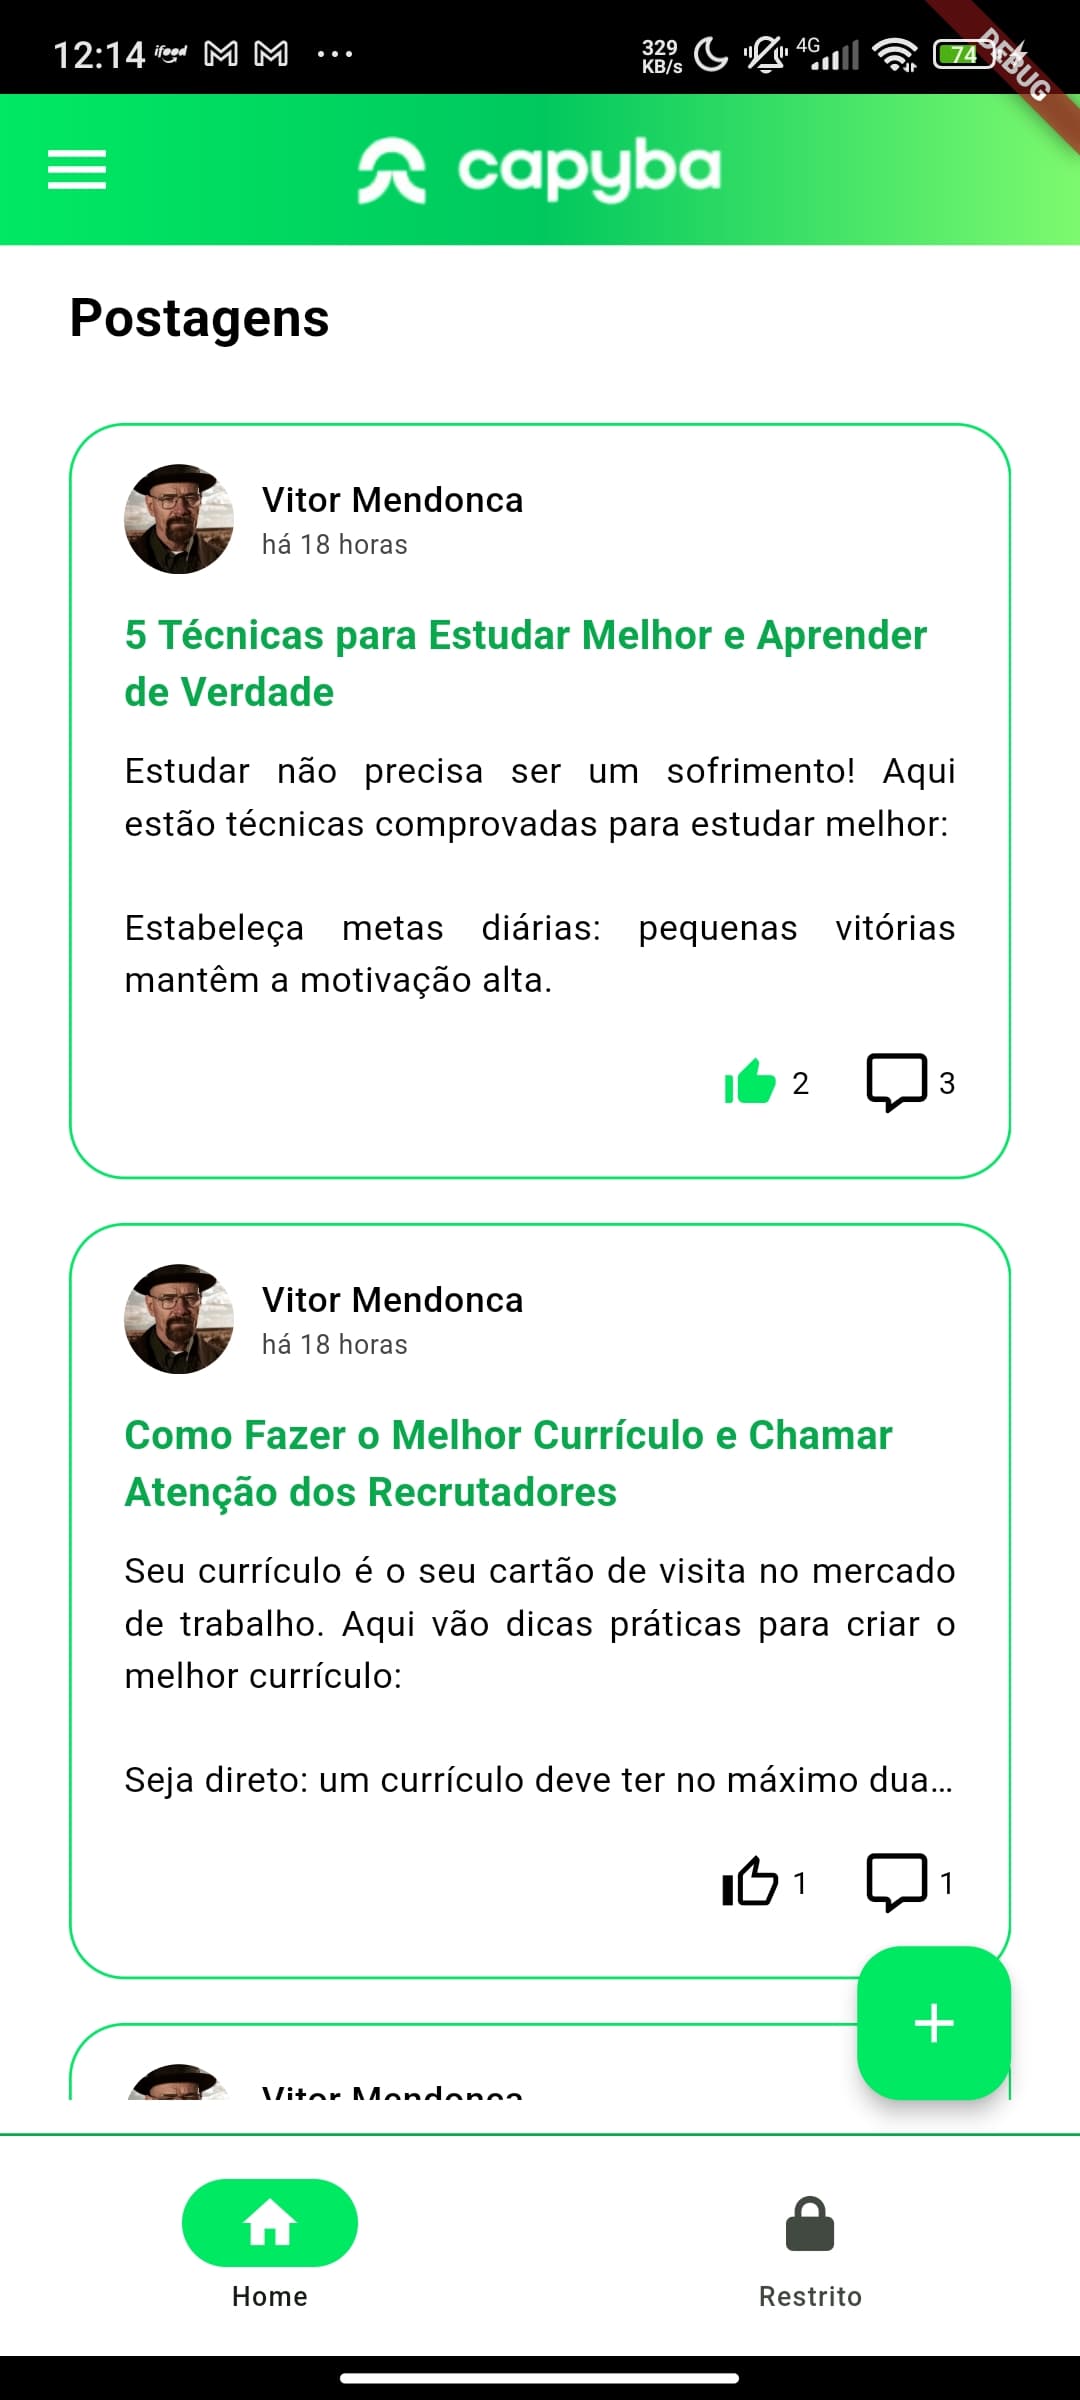 12:14 ifood
329
KB/s
4G
74
DEBUG
capyba
Postagens
Vitor Mendonca
há 18 horas
5 Técnicas para Estudar Melhor e Aprender
de Verdade
Estudar não precisa ser um sofrimento! Aqui
estão técnicas comprovadas para estudar melhor:
Estabeleça metas diárias: pequenas vitórias
mantêm a motivação alta.
2 3
Vitor Mendonca
há 18 horas
Como Fazer o Melhor Currículo e Chamar
Atenção dos Recrutadores
Seu currículo é o seu cartão de visita no mercado
de trabalho. Aqui vão dicas práticas para criar o
melhor currículo:
Seja direto: um currículo deve ter no máximo dua...
1 1
Vitor Mendonca
Home
Restrito